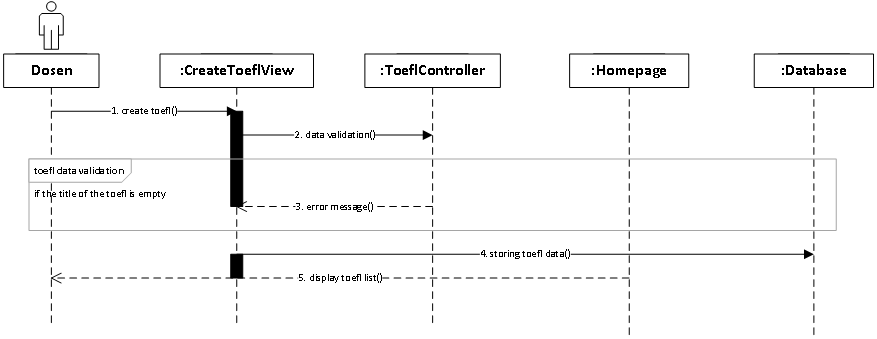 Dosen
:CreateToeflView
:ToeflController
:Homepage
:Database
1. create toefl()
2. data validation()
toefl data validation
if the title of the toefl is empty
3. error message()
4. storing toefl data()
5. display toefl list()